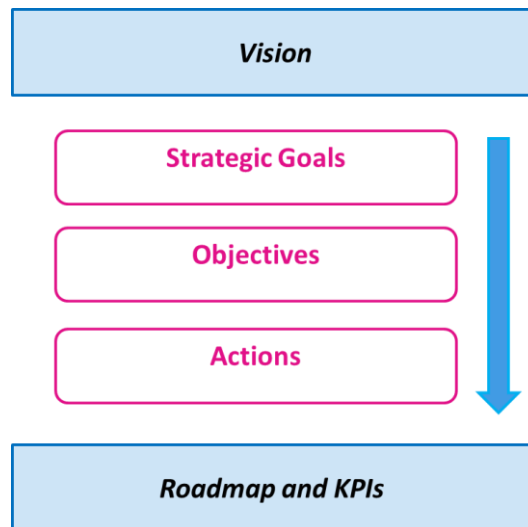 Vision
Strategic Goals
Objectives
Actions
Roadmap and KPIs